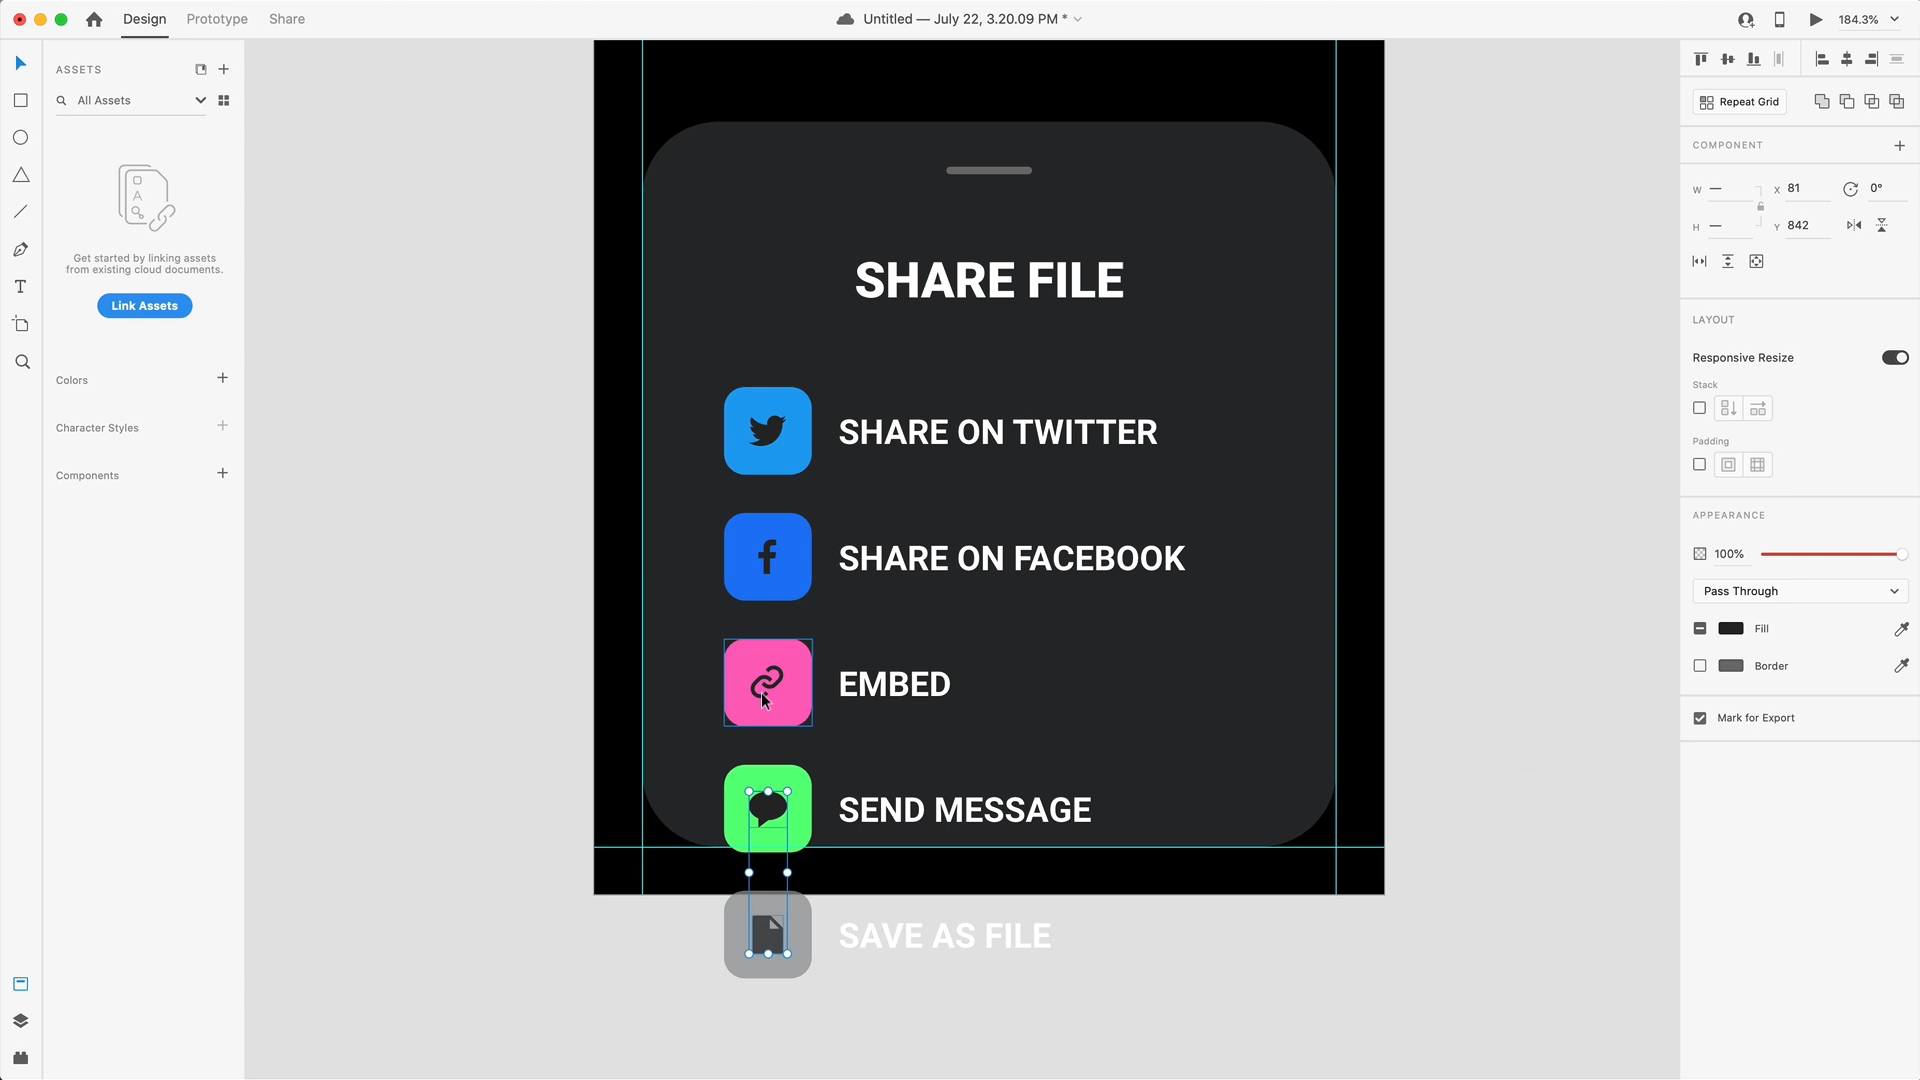 Design
Prototype
Share
Untitled — July 22, 3.20.09 PM *
184.3%
ASSETS
All Assets
Get started by linking assets
from existing cloud documents.
Link Assets
Colors
Character Styles
Components
SHARE FILE
SHARE ON TWITTER
SHARE ON FACEBOOK
EMBED
SEND MESSAGE
SAVE AS FILE
Repeat Grid
COMPONENT
W —
X 81
0°
H —
Y 842
LAYOUT
Responsive Resize
Stack
Padding
APPEARANCE
100%
Pass Through
Fill
Border
Mark for Export